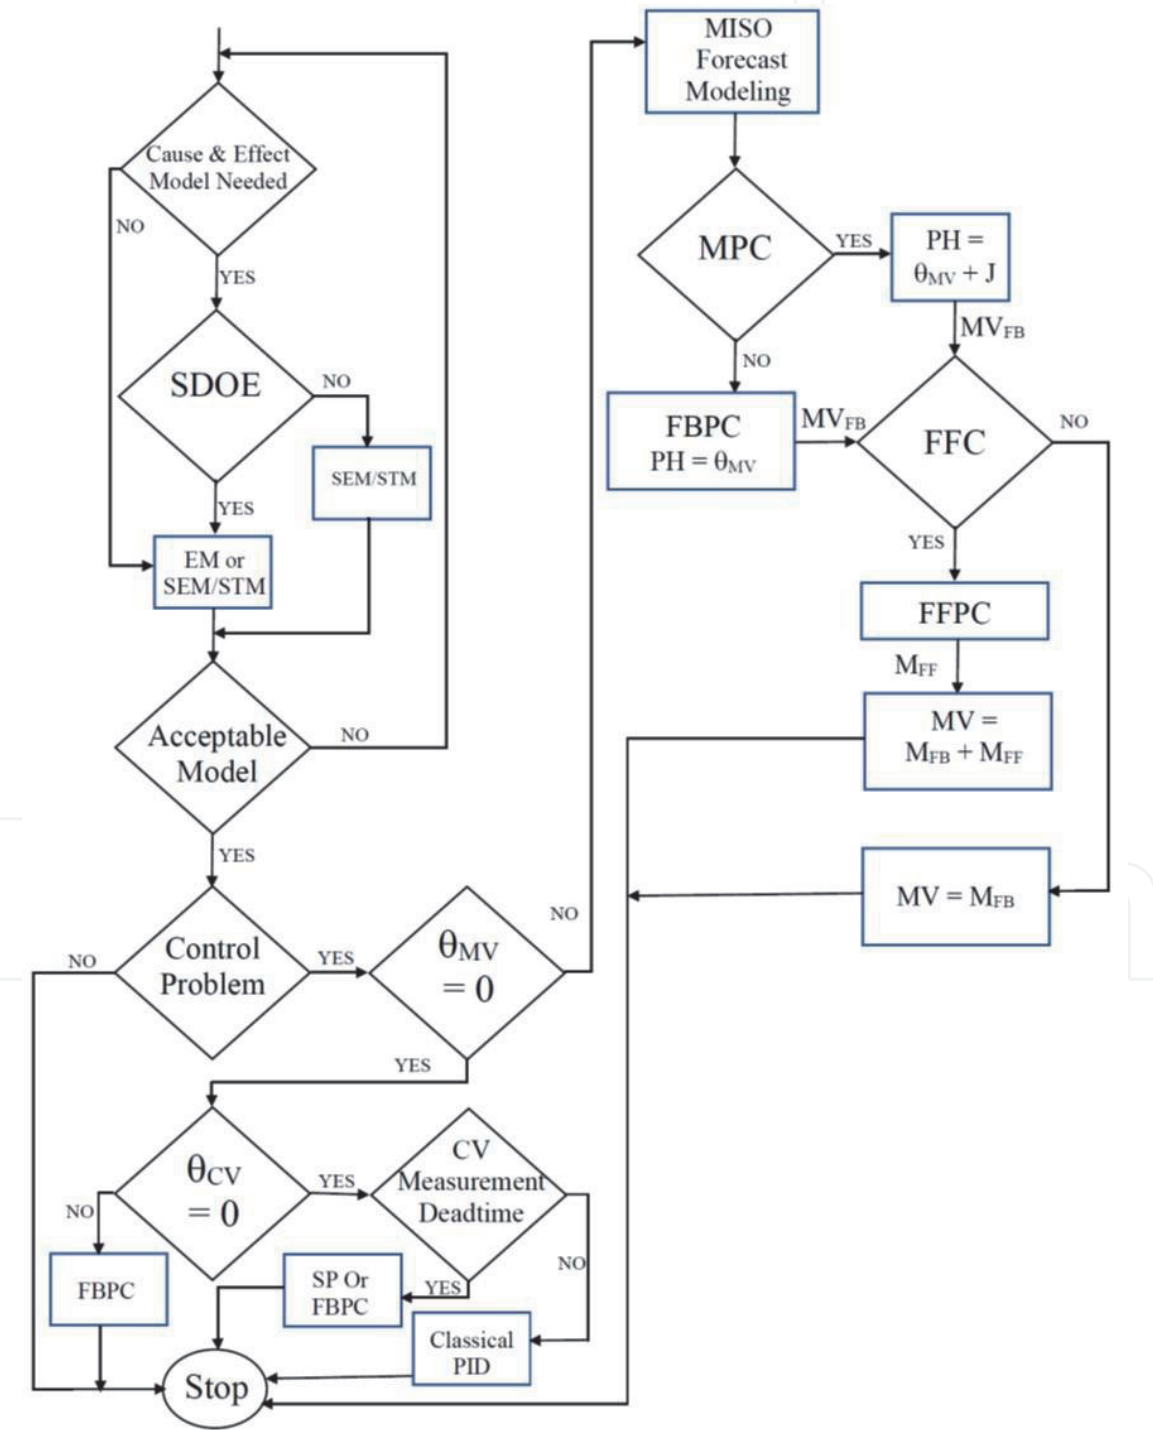 Cause & Effect
Model Needed
NO
YES
SDOE
NO
SEM/STM
YES
EM or
SEM/STM
Acceptable
Model
NO
YES
Control
Problem
NO
YES
θMV
= 0
NO
YES
θCV
= 0
YES
NO
CV
Measurement
Deadtime
NO
YES
FBPC
SP Or
FBPC
Classical
PID
Stop
MISO
Forecast
Modeling
MPC
YES
PH =
θMV + J
MVFB
NO
FBPC
PH = θMV
MVFB
FFC
NO
YES
FFPC
MFF
MV =
MFB + MFF
MV = MFB